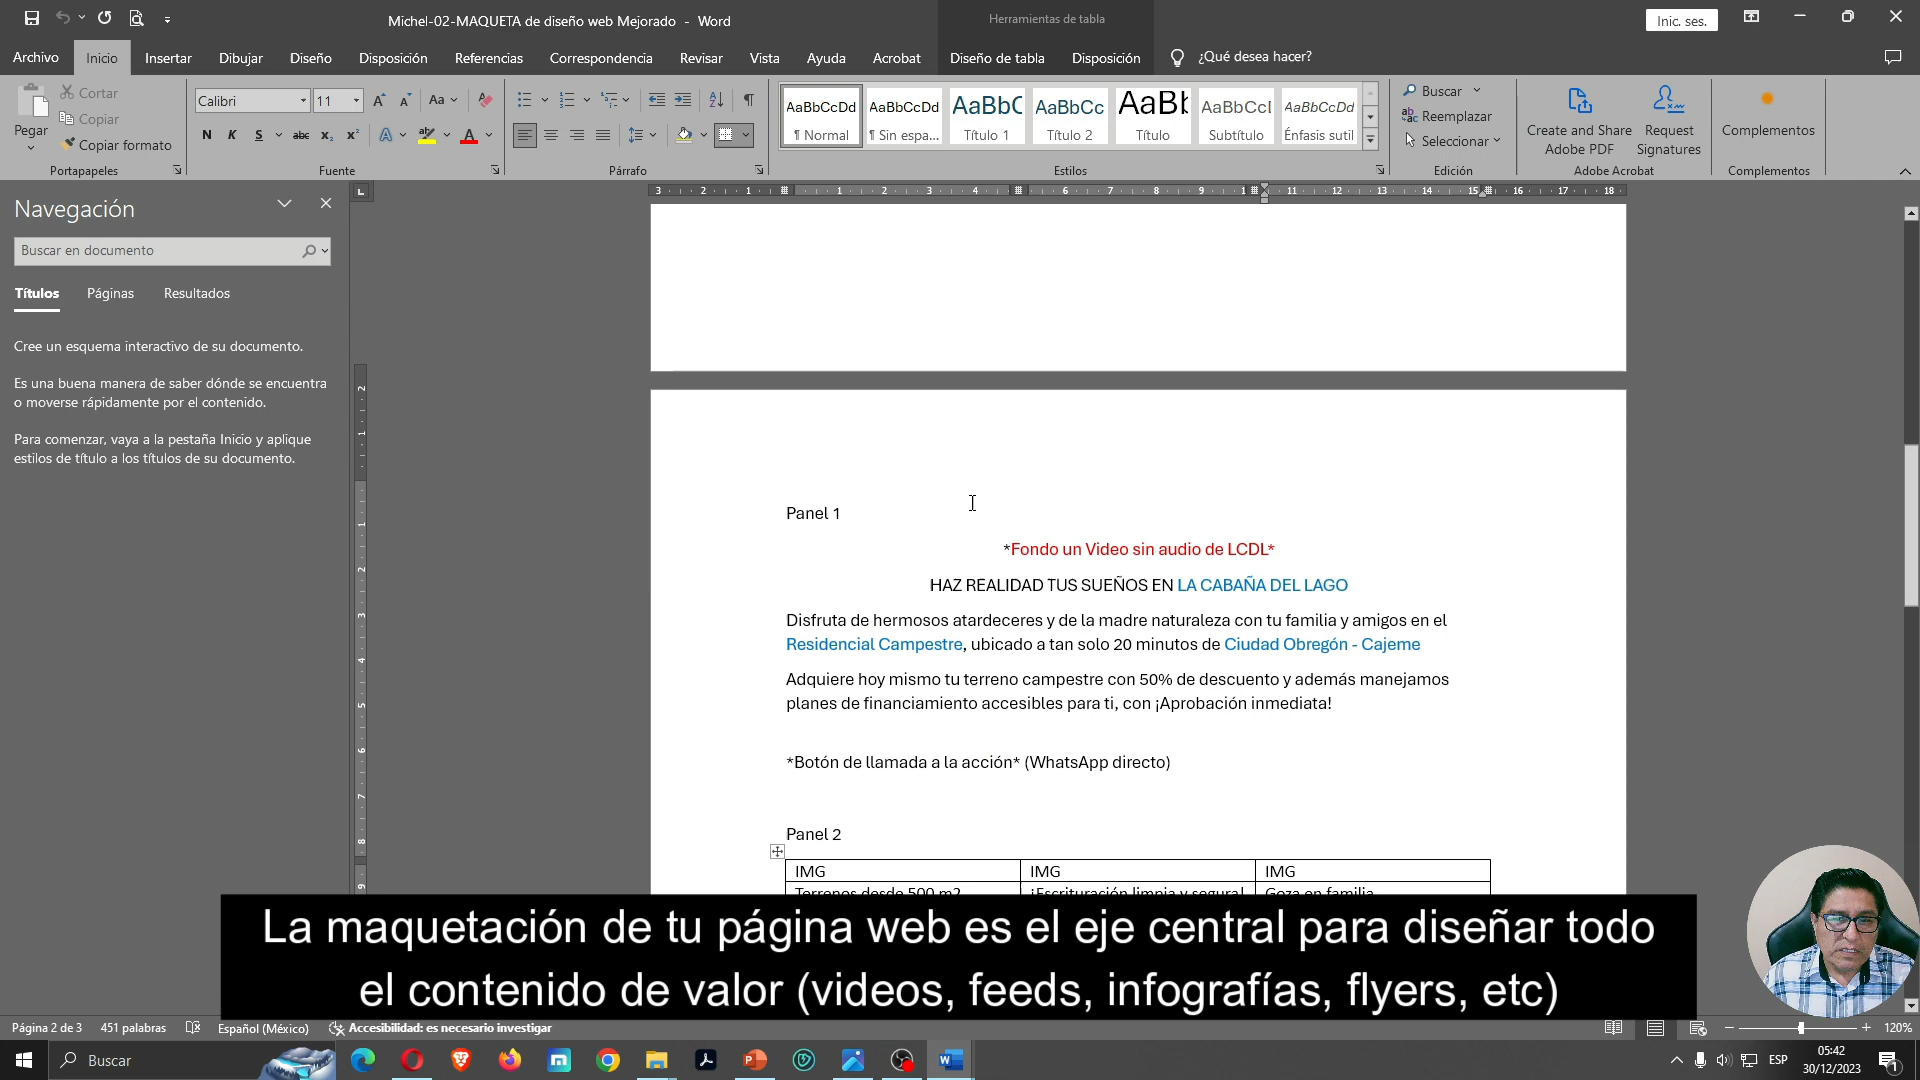 Michel-02-MAQUETA de diseño web Mejorado - Word
Herramientas de tabla
Inic. ses.
Archivo
Inicio
Insertar
Dibujar
Diseño
Disposición
Referencias
Correspondencia
Revisar
Vista
Ayuda
Acrobat
Diseño de tabla
Disposición
¿Qué desea hacer?
Pegar
Cortar
Copiar
Copiar formato
Portapapeles
Calibri
11
Fuente
Párrafo
AaBbCcDd
¶ Normal
AaBbCcDd
¶ Sin espa...
AaBbC
Título 1
AaBbCc
Título 2
AaBb
Título
AaBbCcI
Subtítulo
AaBbCcDd
Énfasis sutil
Estilos
Buscar
Reemplazar
Seleccionar
Edición
Create and Share
Adobe PDF
Request
Signatures
Adobe Acrobat
Complementos
Complementos
Navegación
Buscar en documento
Títulos
Páginas
Resultados
Cree un esquema interactivo de su documento.
Es una buena manera de saber dónde se encuentra
o moverse rápidamente por el contenido.
Para comenzar, vaya a la pestaña Inicio y aplique
estilos de título a los títulos de su documento.
Panel 1
*Fondo un Video sin audio de LCDL*
HAZ REALIDAD TUS SUEÑOS EN LA CABAÑA DEL LAGO
Disfruta de hermosos atardeceres y de la madre naturaleza con tu familia y amigos en el
Residencial Campestre, ubicado a tan solo 20 minutos de Ciudad Obregón - Cajeme
Adquiere hoy mismo tu terreno campestre con 50% de descuento y además manejamos
planes de financiamiento accesibles para ti, con ¡Aprobación inmediata!
*Botón de llamada a la acción* (WhatsApp directo)
Panel 2
IMG
IMG
IMG
Terrenos desde 500 m2
¡Escrituración limpia y segura!
Goza en familia
La maquetación de tu página web es el eje central para diseñar todo
el contenido de valor (videos, feeds, infografías, flyers, etc)
Página 2 de 3
451 palabras
Español (México)
Accesibilidad: es necesario investigar
120%
Buscar
ESP
05:42
30/12/2023